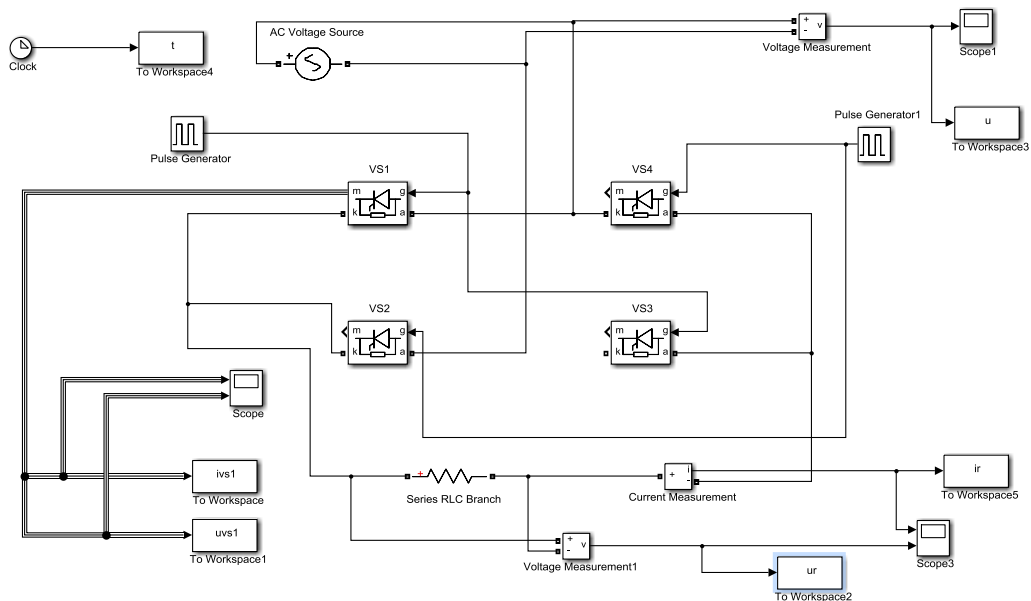 AC Voltage Source
+
+
-
v
Voltage Measurement
Scope1
Clock
t
To Workspace4
Pulse Generator
Pulse Generator1
u
To Workspace3
VS1
m
g
k
a
VS4
m
g
k
a
VS2
m
g
k
a
VS3
m
g
k
a
Scope
ivs1
To Workspace
uvs1
To Workspace1
+
Series RLC Branch
+
i
-
Current Measurement
ir
To Workspace5
+
-
v
Voltage Measurement1
Scope3
ur
To Workspace2